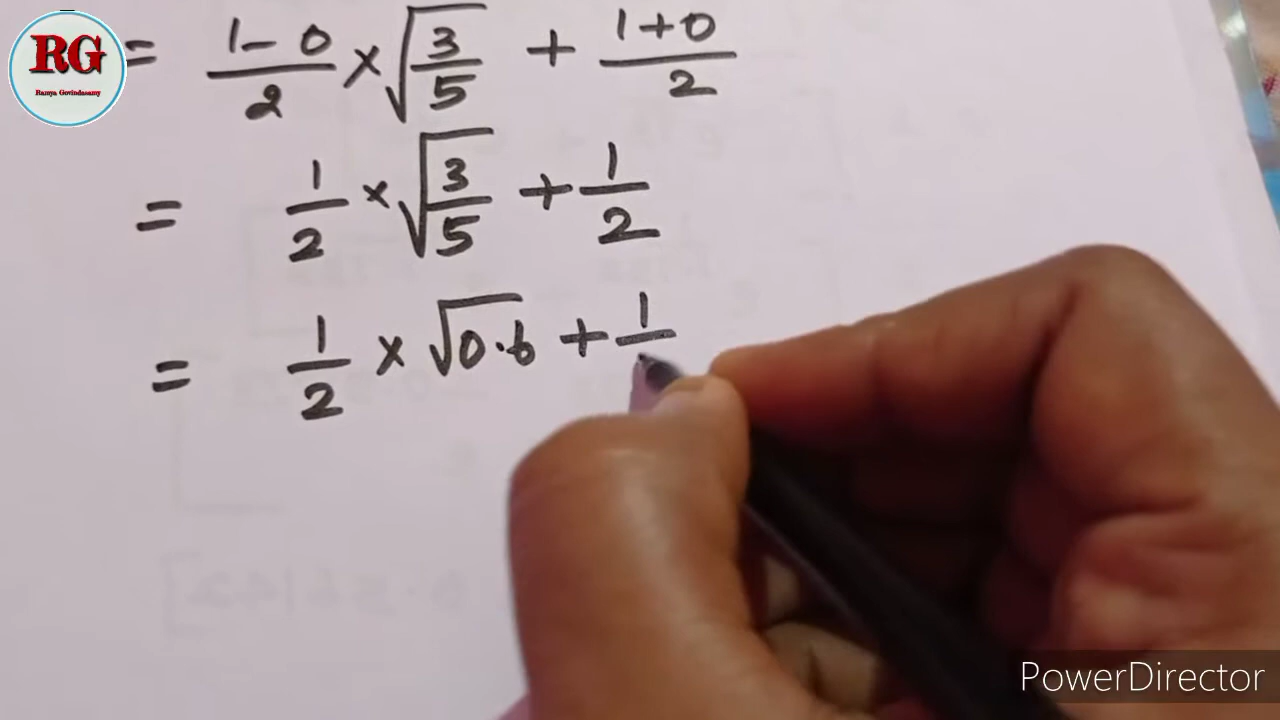 RG
Ramya Govindasamy
= 1-0/2 × √3/5 + 1+0/2
= 1/2 × √3/5 + 1/2
= 1/2 × √0.6 + 1/
PowerDirector